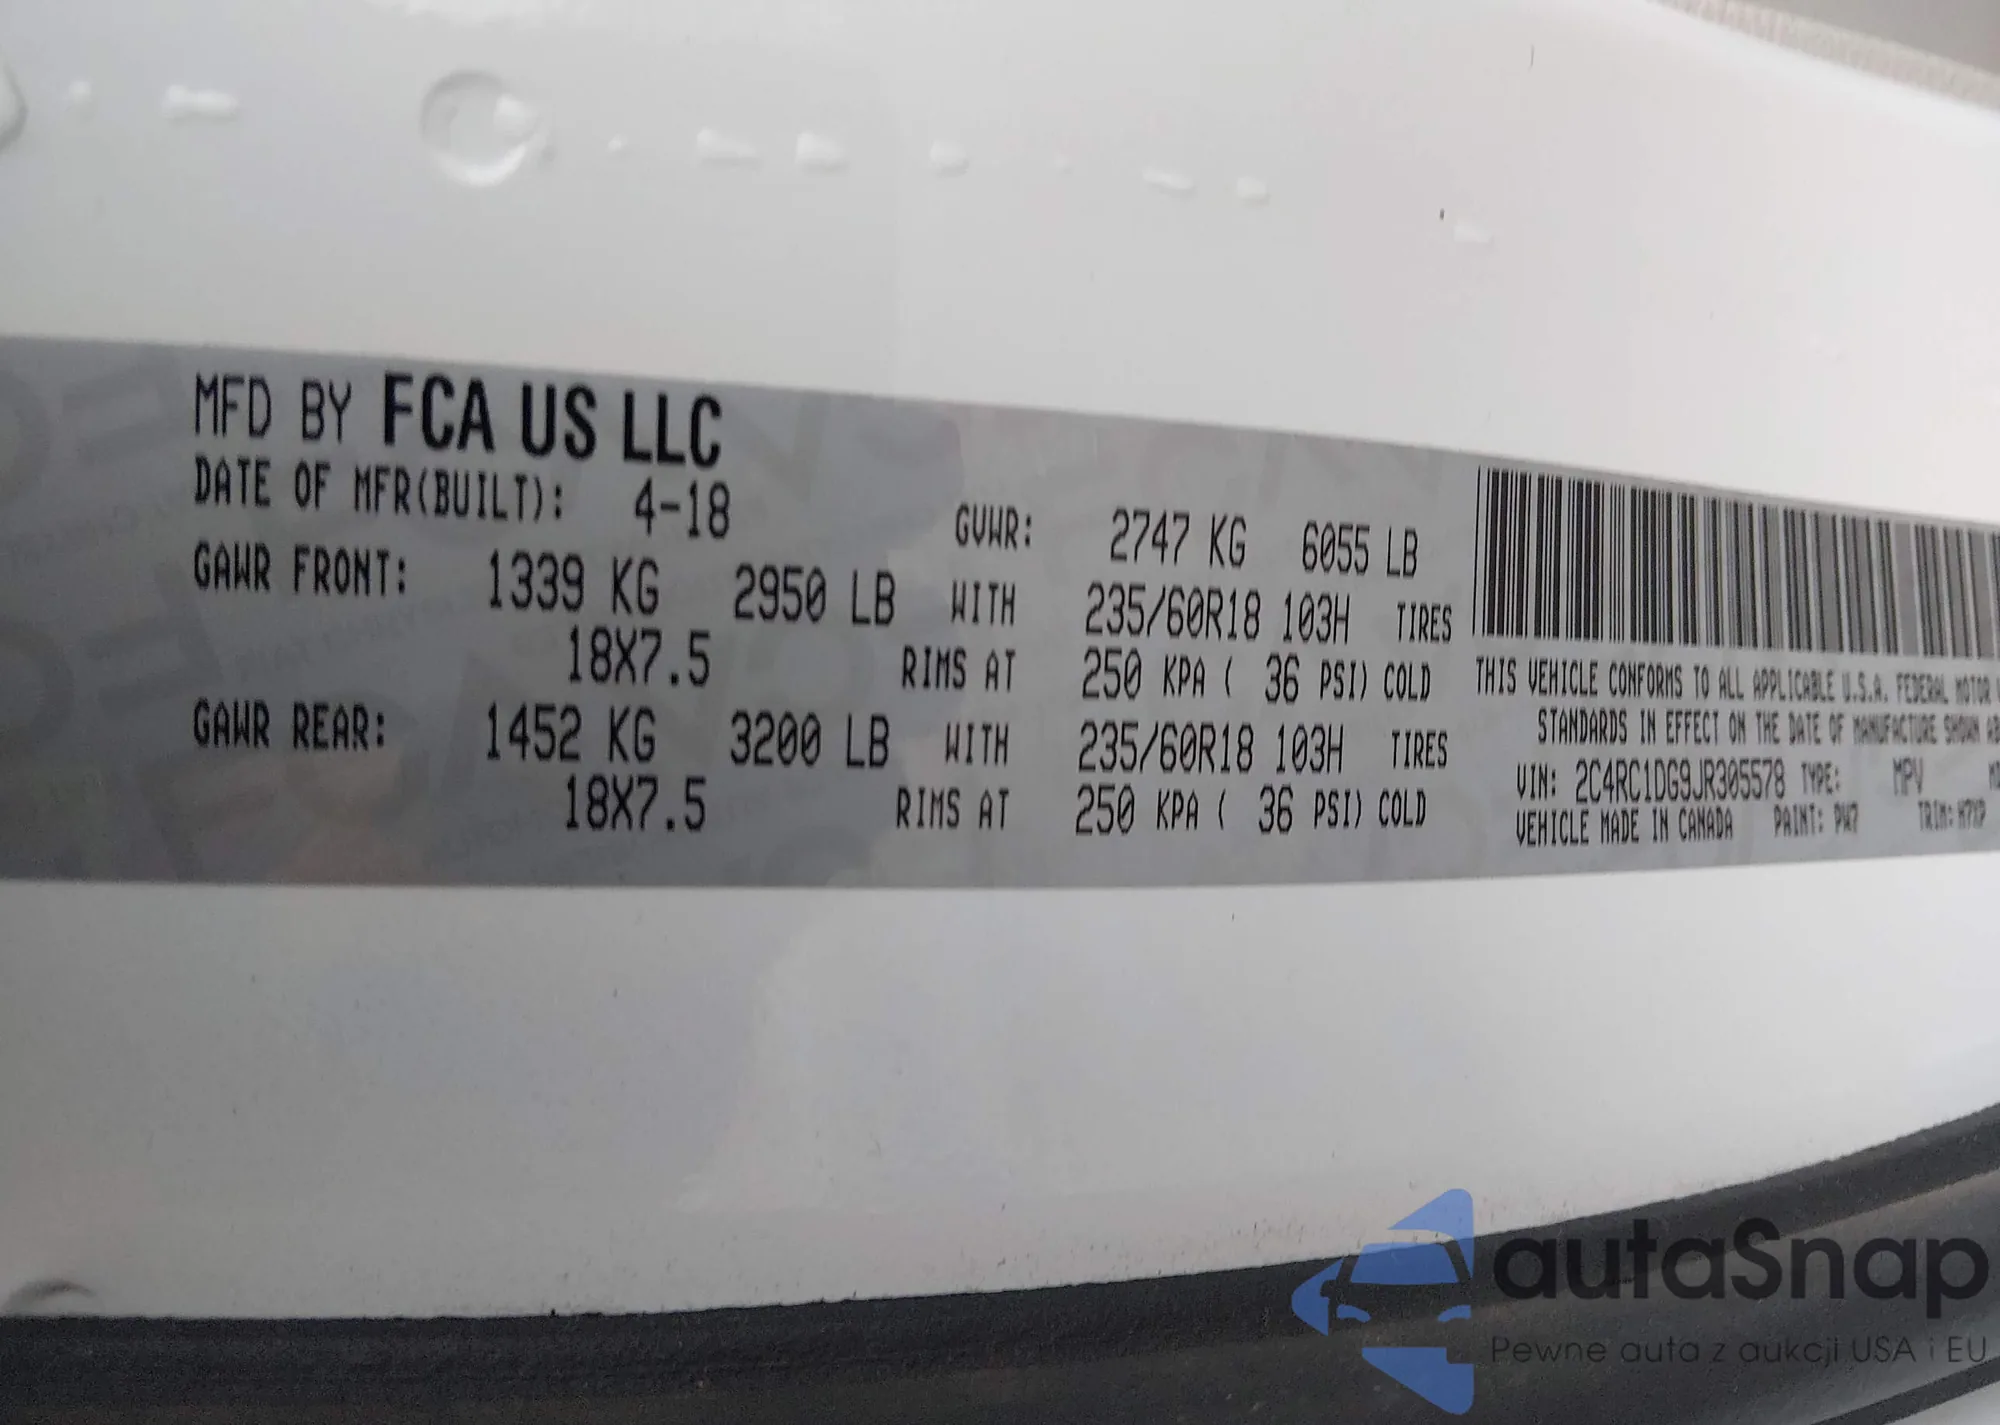 MFD BY FCA US LLC
DATE OF MFR(BUILT): 4-18 GVWR: 2747 KG 6055 LB
GAWR FRONT: 1339 KG 2950 LB WITH 235/60R18 103H TIRES
18X7.5 RIMS AT 250 KPA ( 36 PSI) COLD
GAWR REAR: 1452 KG 3200 LB WITH 235/60R18 103H TIRES
18X7.5 RIMS AT 250 KPA ( 36 PSI) COLD
THIS VEHICLE CONFORMS TO ALL APPLICABLE U.S.A. FEDERAL MOTOR
STANDARDS IN EFFECT ON THE DATE OF MANUFACTURE SHOWN
VIN: 2C4RC1DG9JR305578 TYPE: MPV
VEHICLE MADE IN CANADA PAINT: PW7 TRIM:
autaSnap
Pewne auta z aukcji USA i EU